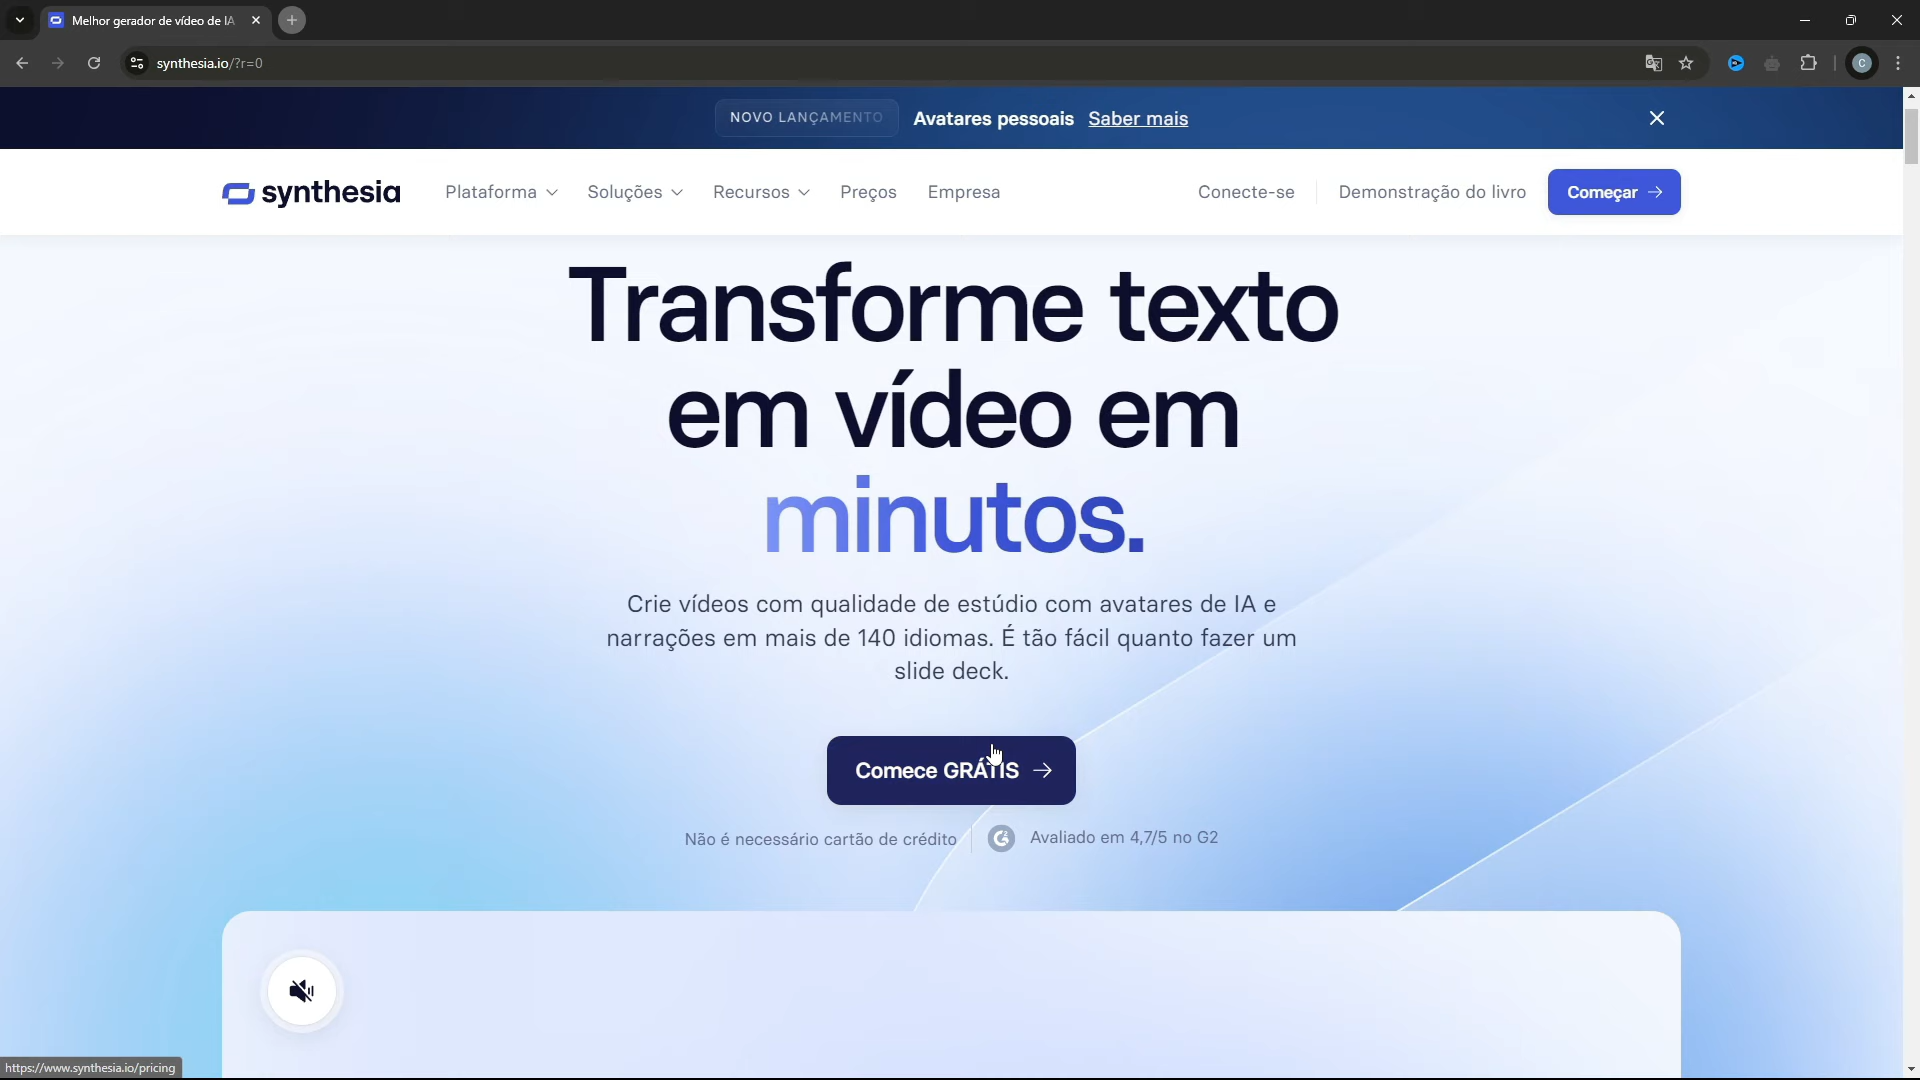 Melhor gerador de vídeo de IA
synthesia.io/?r=0
C
NOVO LANÇAMENTO Avatares pessoais Saber mais
synthesia Plataforma Soluções Recursos Preços Empresa Conecte-se Demonstração do livro Começar
Transforme texto
em vídeo em
minutos.
Crie vídeos com qualidade de estúdio com avatares de IA e
narrações em mais de 140 idiomas. É tão fácil quanto fazer um
slide deck.
Comece GRÁTIS
Não é necessário cartão de crédito Avaliado em 4,7/5 no G2
https://www.synthesia.io/pricing